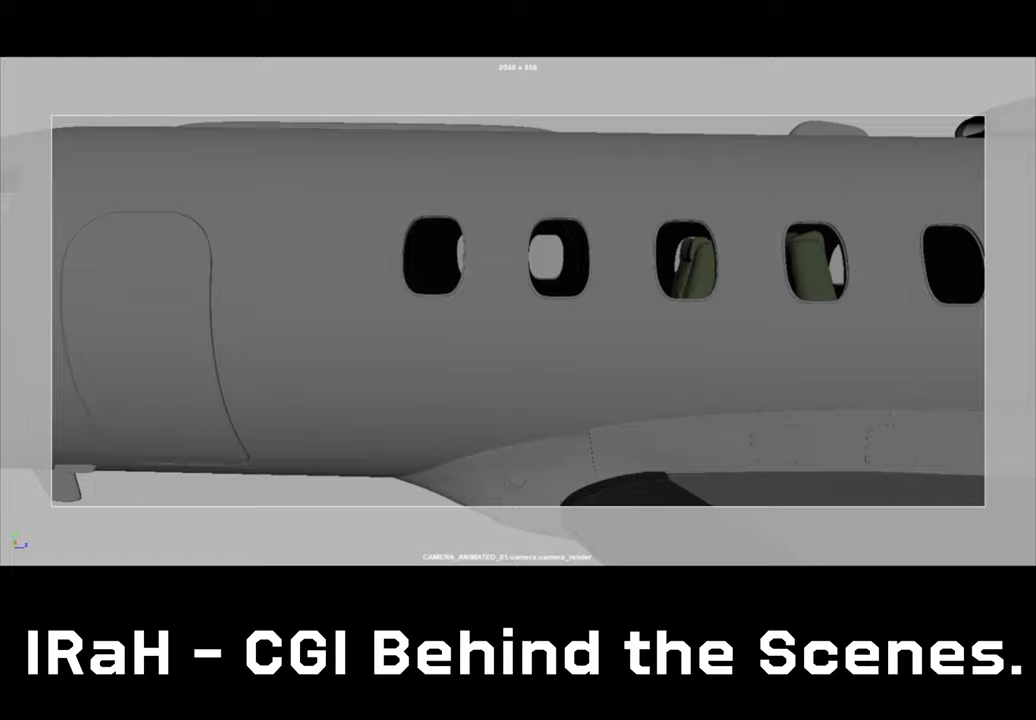 2048 x 858
CAMERA_ANIMATED_01:camera:camera_render
IRaH - CGI Behind the Scenes.